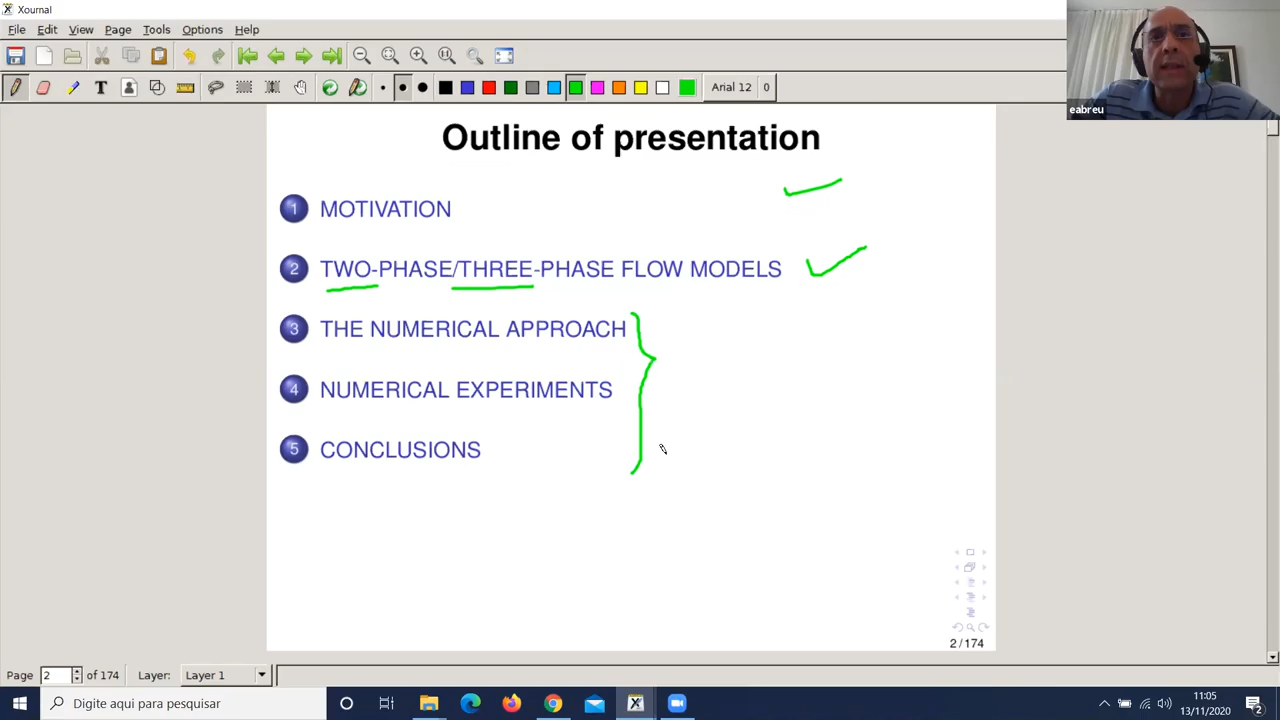 Xournal
File Edit View Page Tools Options Help
T
Arial 12 0
eabreu
Outline of presentation
1 MOTIVATION
2 TWO-PHASE/THREE-PHASE FLOW MODELS
3 THE NUMERICAL APPROACH
4 NUMERICAL EXPERIMENTS
5 CONCLUSIONS
2/174
Page 2 of 174 Layer: Layer 1
Digite aqui para pesquisar
11:05
13/11/2020
2